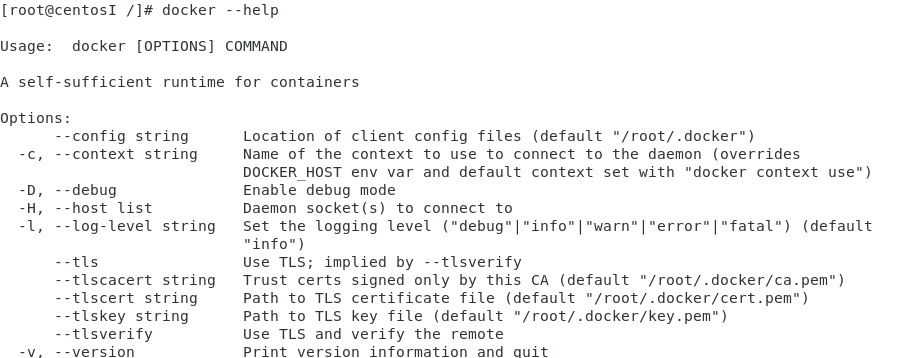 [root@centosI /]# docker --help
Usage:  docker [OPTIONS] COMMAND
A self-sufficient runtime for containers
Options:
      --config string      Location of client config files (default "/root/.docker")
  -c, --context string     Name of the context to use to connect to the daemon (overrides
                           DOCKER_HOST env var and default context set with "docker context use")
  -D, --debug              Enable debug mode
  -H, --host list          Daemon socket(s) to connect to
  -l, --log-level string   Set the logging level ("debug"|"info"|"warn"|"error"|"fatal") (default
                           "info")
      --tls                Use TLS; implied by --tlsverify
      --tlscacert string   Trust certs signed only by this CA (default "/root/.docker/ca.pem")
      --tlscert string     Path to TLS certificate file (default "/root/.docker/cert.pem")
      --tlskey string      Path to TLS key file (default "/root/.docker/key.pem")
      --tlsverify          Use TLS and verify the remote
  -v, --version            Print version information and quit